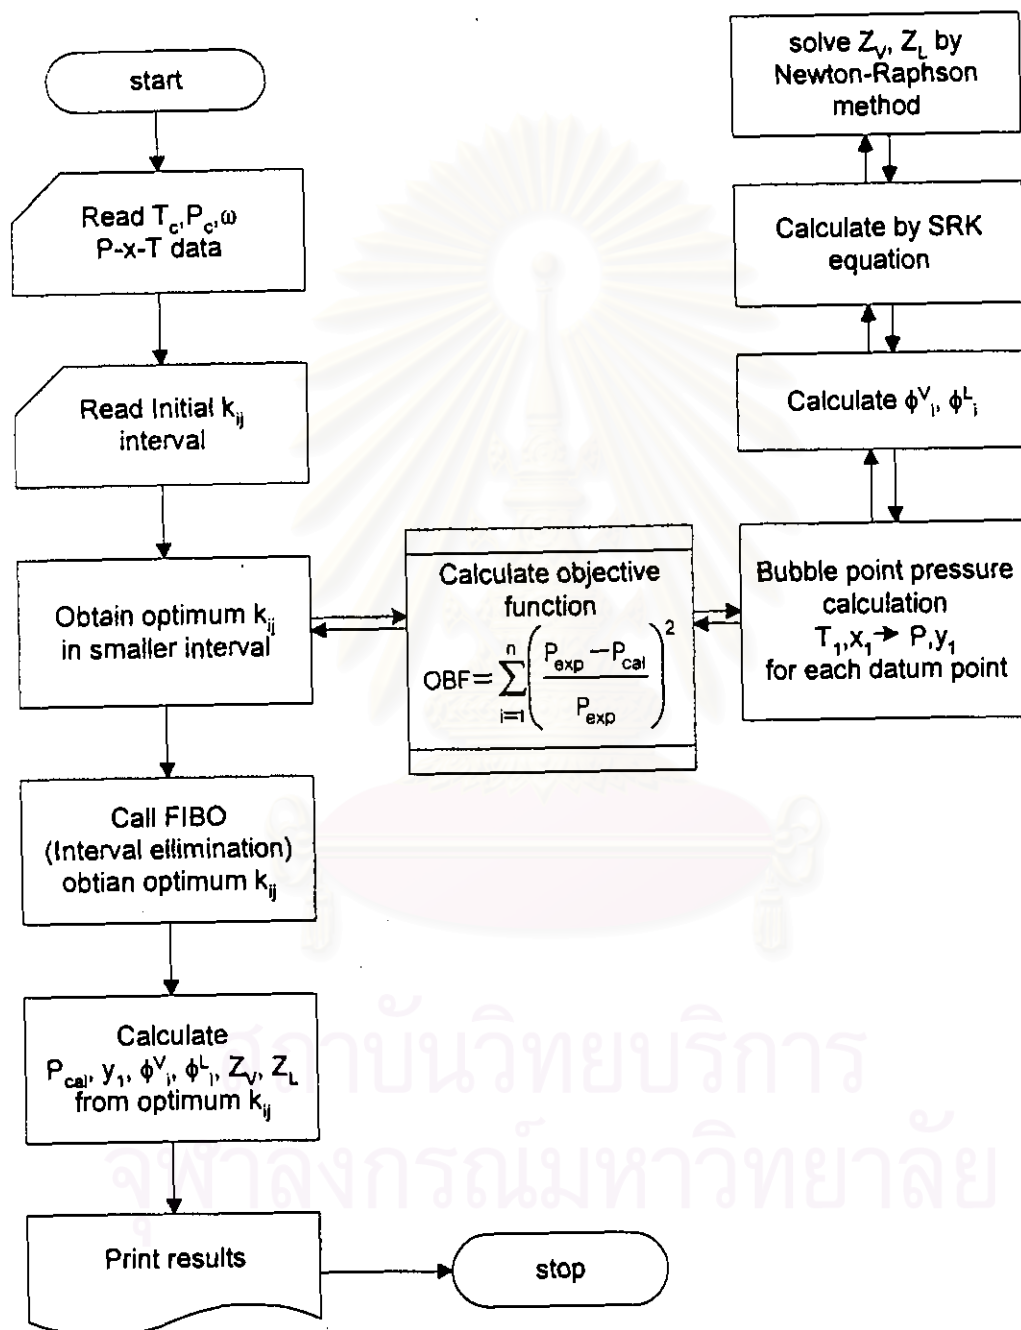 start
Read T_c,P_c,ω
P-x-T data
Read Initial k_ij
interval
Obtain optimum k_ij
in smaller interval
Call FIBO
(Interval ellimination)
obtian optimum k_ij
Calculate
P_cal, y_1, ϕ^V_i, ϕ^L_i, Z_V, Z_L
from optimum k_ij
Print results
stop
Calculate objective
function
OBF=∑_{i=1}^{n}((P_exp −P_cal)/P_exp)^2
solve Z_V, Z_L by
Newton-Raphson
method
Calculate by SRK
equation
Calculate ϕ^V_i, ϕ^L_i
Bubble point pressure
calculation
T_1,x_1→ P,y_1
for each datum point
สถาบันวิทยบริการ
จุฬาลงกรณ์มหาวิทยาลัย